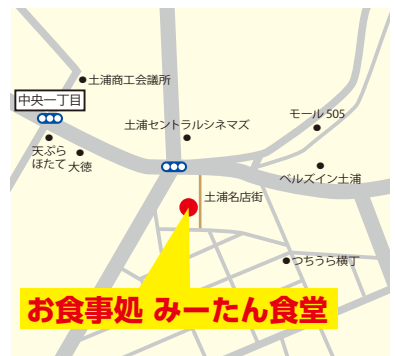 土浦商工会議所
中央一丁目
モール505
土浦セントラルシネマズ
天ぷら
ほたて
大徳
ベルズイン土浦
土浦名店街
つちうら横丁
お食事処 みーたん食堂